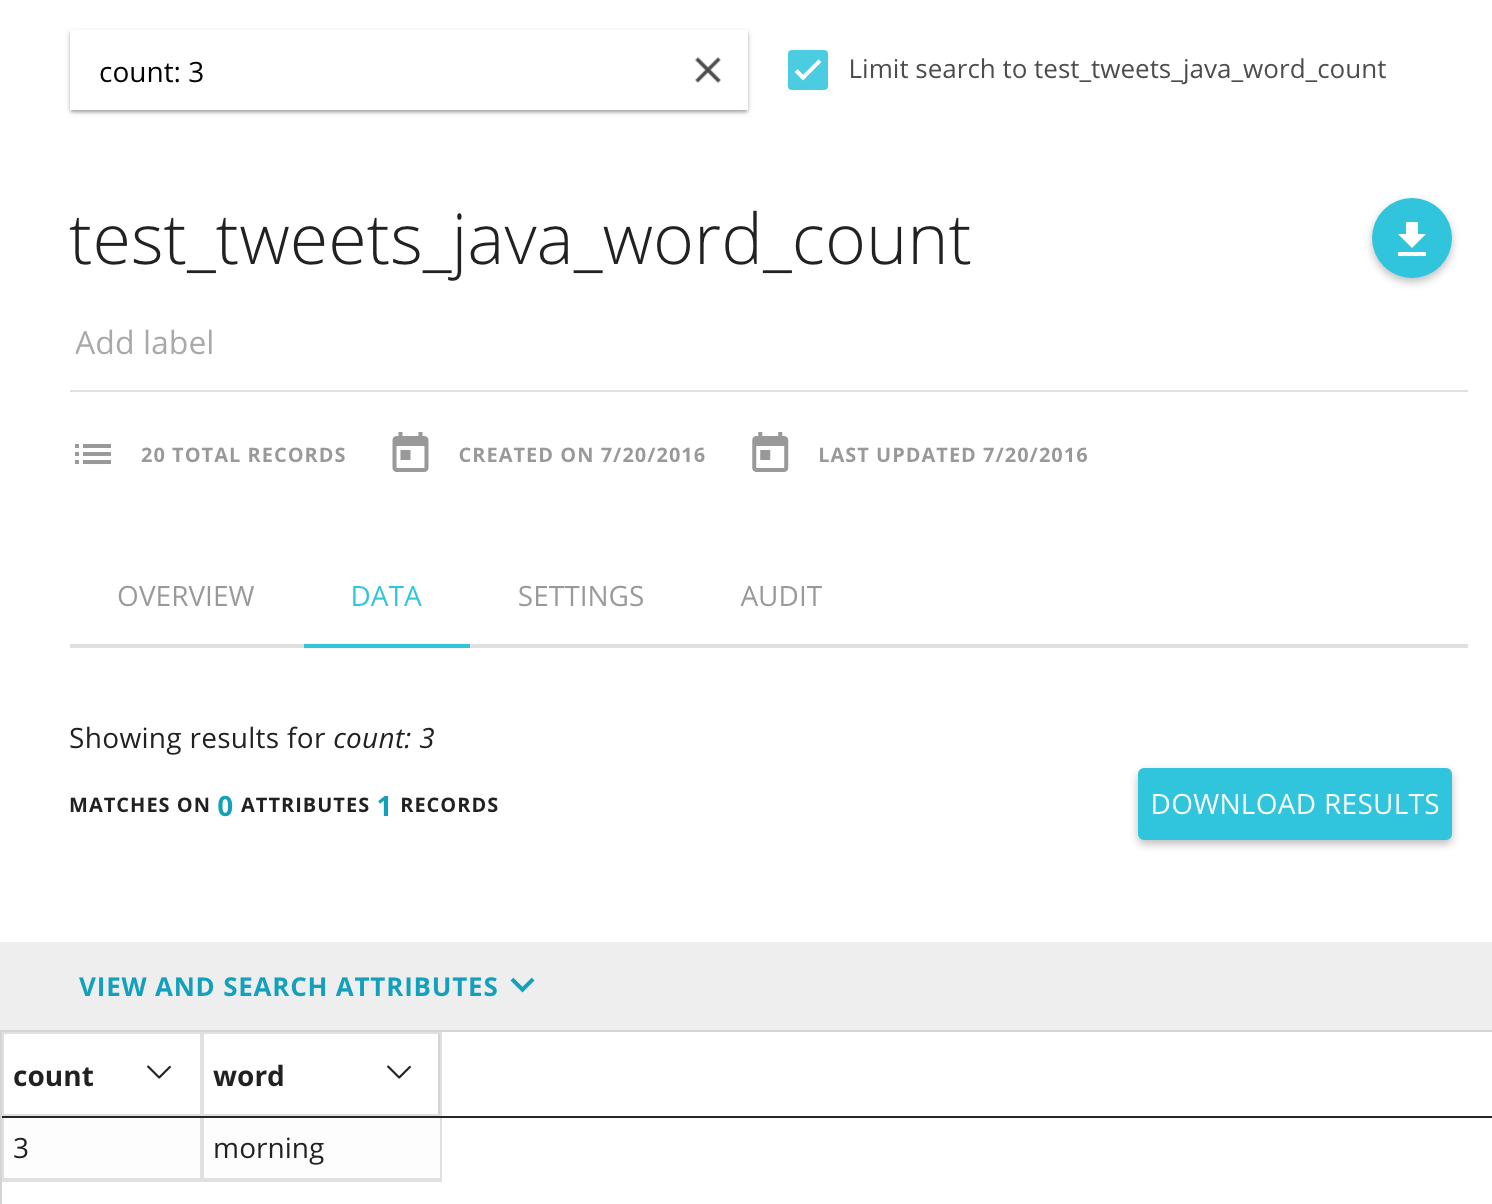 count: 3
Limit search to test_tweets_java_word_count
test_tweets_java_word_count
Add label
20 TOTAL RECORDS CREATED ON 7/20/2016 LAST UPDATED 7/20/2016
OVERVIEW DATA SETTINGS AUDIT
Showing results for count: 3
MATCHES ON 0 ATTRIBUTES 1 RECORDS
DOWNLOAD RESULTS
VIEW AND SEARCH ATTRIBUTES
count word
3 morning